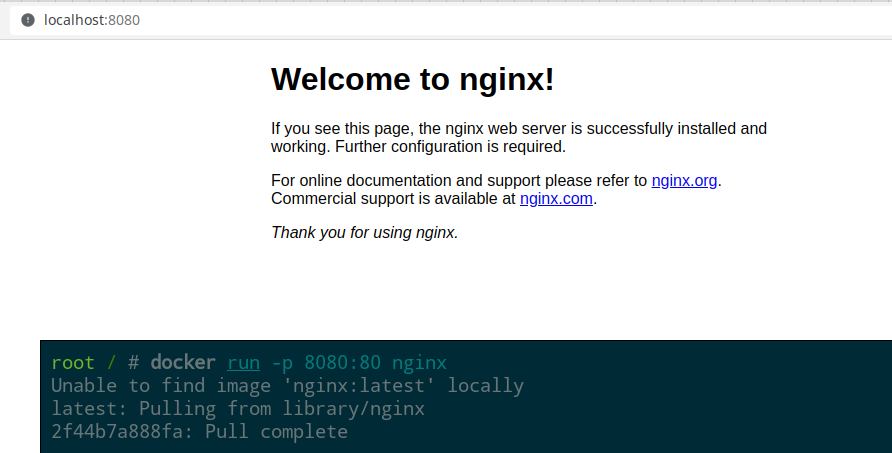 localhost:8080
Welcome to nginx!
If you see this page, the nginx web server is successfully installed and
working. Further configuration is required.
For online documentation and support please refer to nginx.org.
Commercial support is available at nginx.com.
Thank you for using nginx.
root / # docker run -p 8080:80 nginx
Unable to find image 'nginx:latest' locally
latest: Pulling from library/nginx
2f44b7a888fa: Pull complete